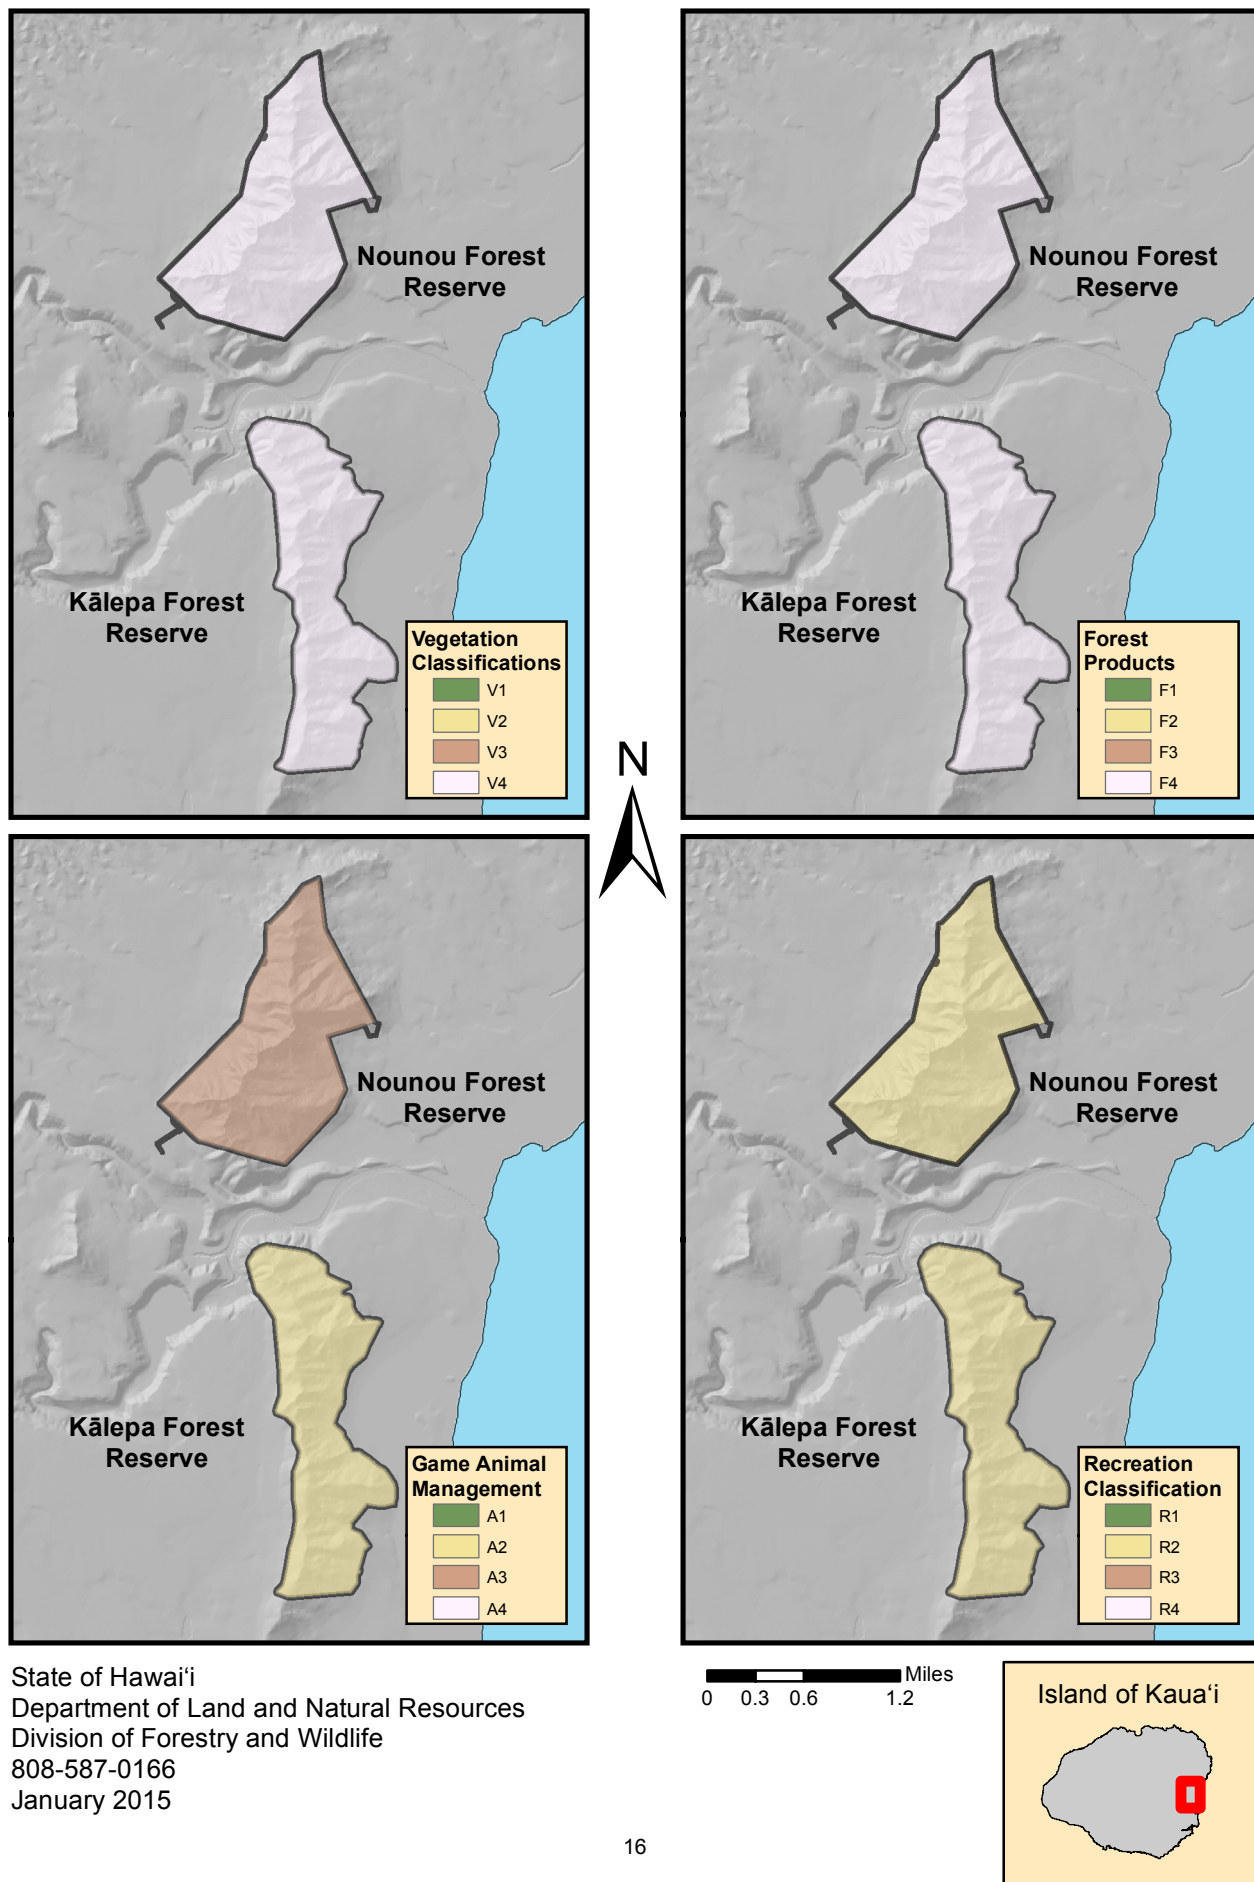 Nounou Forest
Reserve
Kālepa Forest
Reserve
Vegetation
Classifications
V1
V2
V3
V4
Nounou Forest
Reserve
Kālepa Forest
Reserve
Forest
Products
F1
F2
F3
F4
N
Nounou Forest
Reserve
Kālepa Forest
Reserve
Game Animal
Management
A1
A2
A3
A4
Nounou Forest
Reserve
Kālepa Forest
Reserve
Recreation
Classification
R1
R2
R3
R4
State of Hawaiʻi
Department of Land and Natural Resources
Division of Forestry and Wildlife
808-587-0166
January 2015
Miles
0 0.3 0.6 1.2
Island of Kauaʻi
16